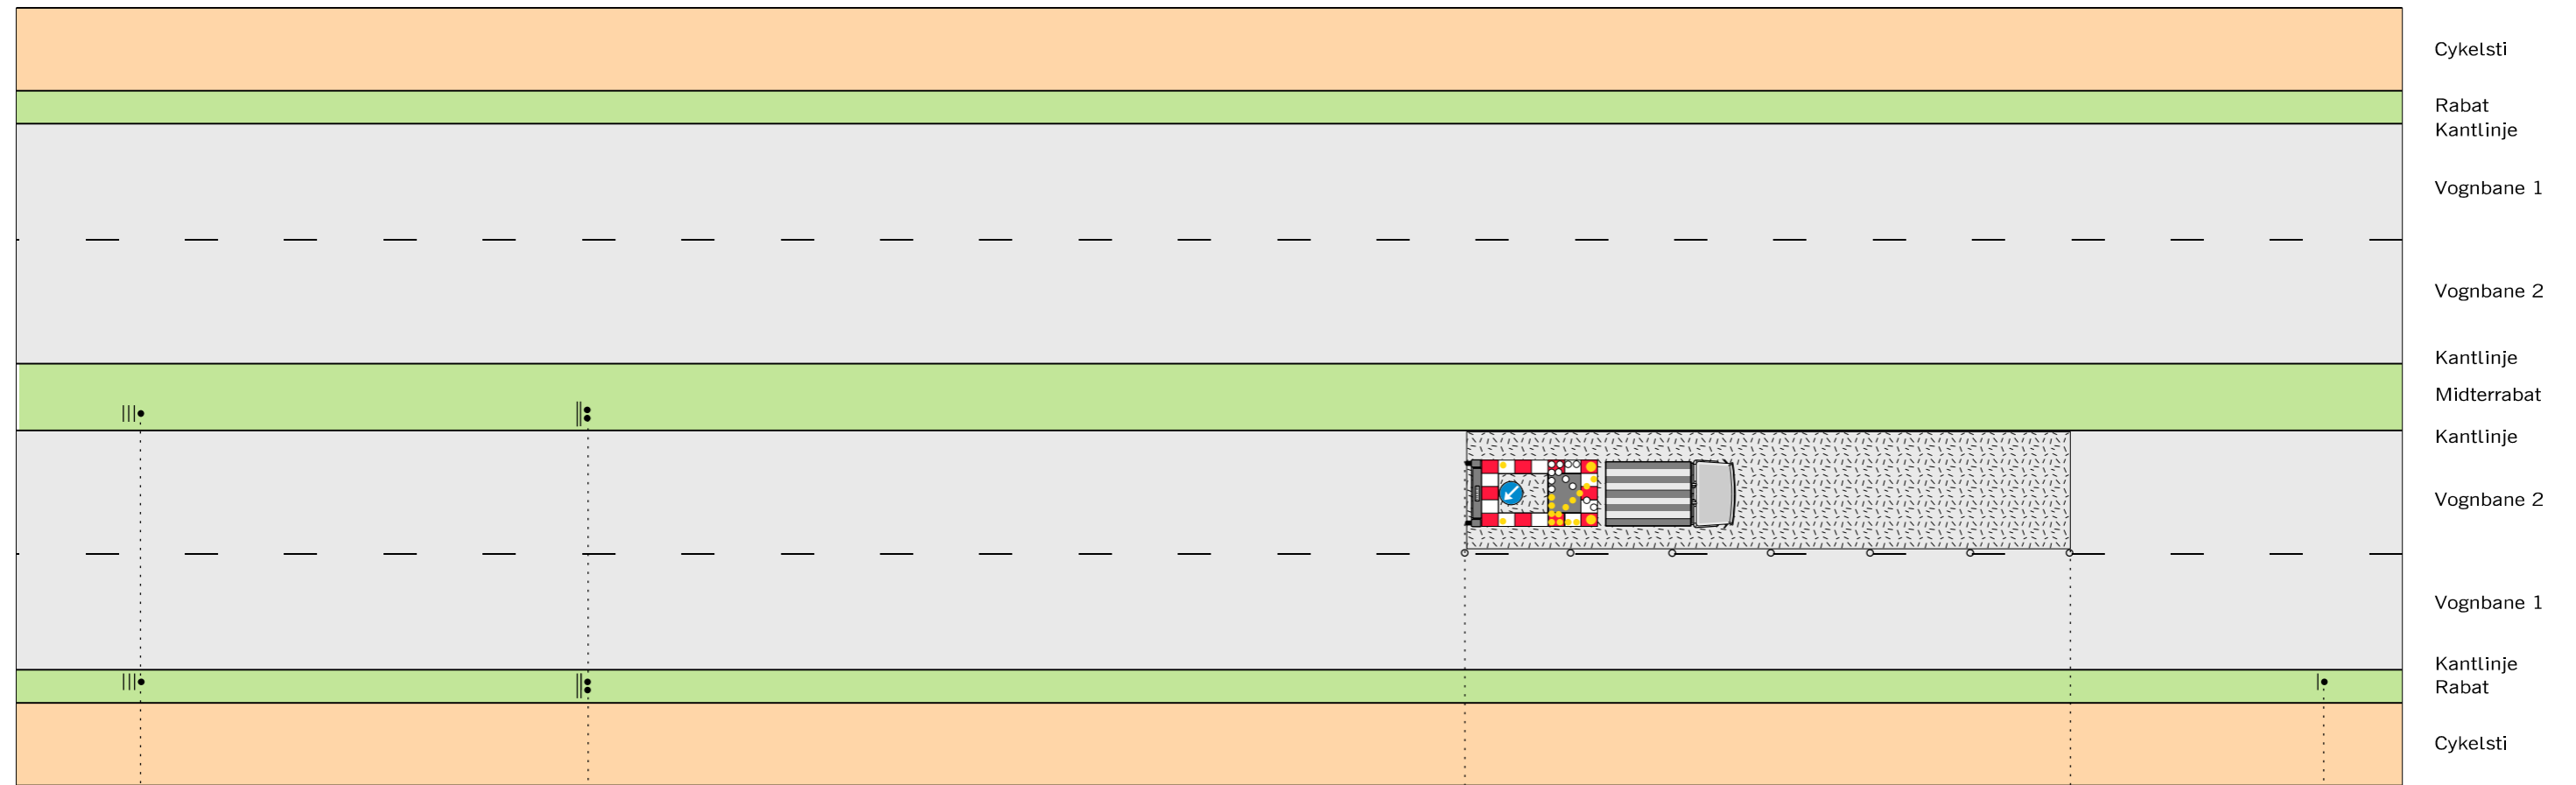 Cykelsti
Rabat
Kantlinje
Vognbane 1
Vognbane 2
Kantlinje
Midterrabat
Kantlinje
Vognbane 2
Vognbane 1
Kantlinje
Rabat
Cykelsti